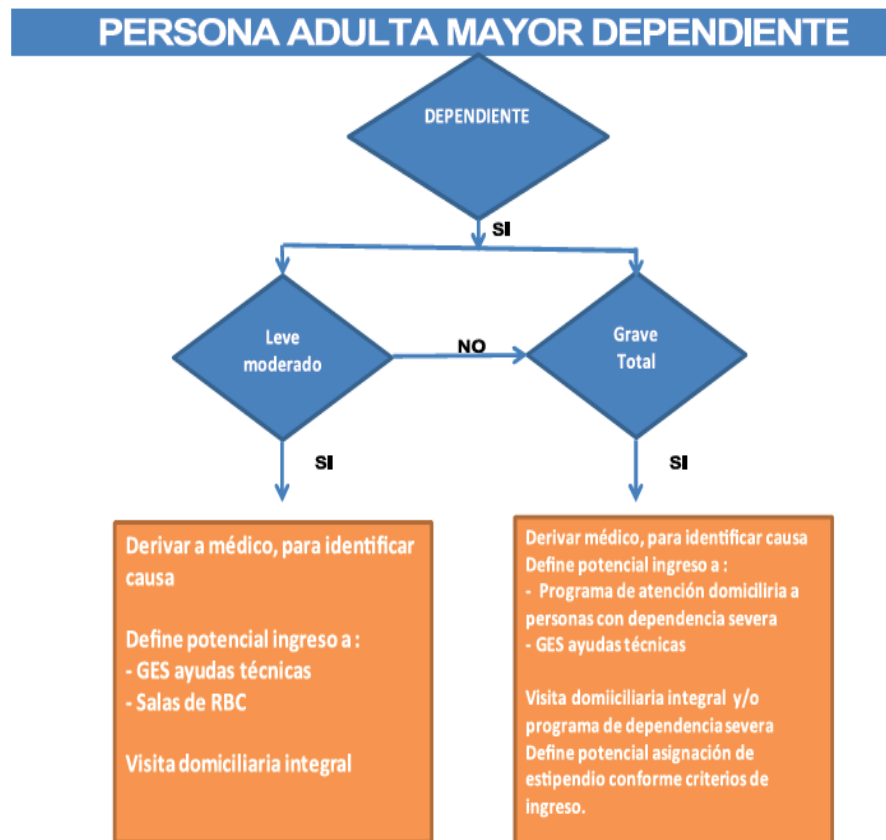 PERSONA ADULTA MAYOR DEPENDIENTE
DEPENDIENTE
SI
Leve
moderado
NO
Grave
Total
SI
SI
Derivar a médico, para identificar
causa
Define potencial ingreso a :
- GES ayudas técnicas
- Salas de RBC
Visita domiciliaria integral
Derivar médico, para identificar causa
Define potencial ingreso a :
- Programa de atención domiciliria a
personas con dependencia severa
- GES ayudas técnicas
Visita domiiciliaria integral y/o
programa de dependencia severa
Define potencial asignación de
estipendio conforme criterios de
ingreso.